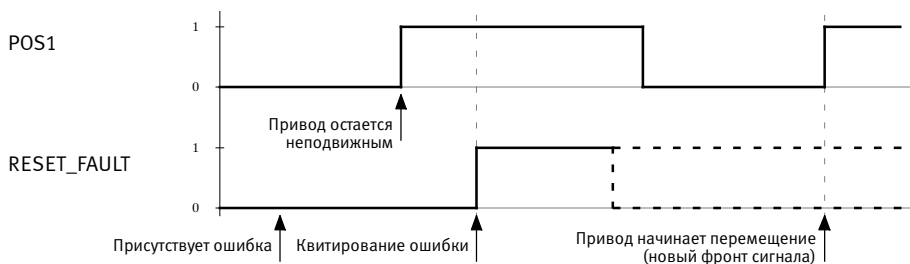 POS1
1
0
Привод остается
неподвижным
RESET_FAULT
1
0
Присутствует ошибка
Квитирование ошибки
Привод начинает перемещение
(новый фронт сигнала)